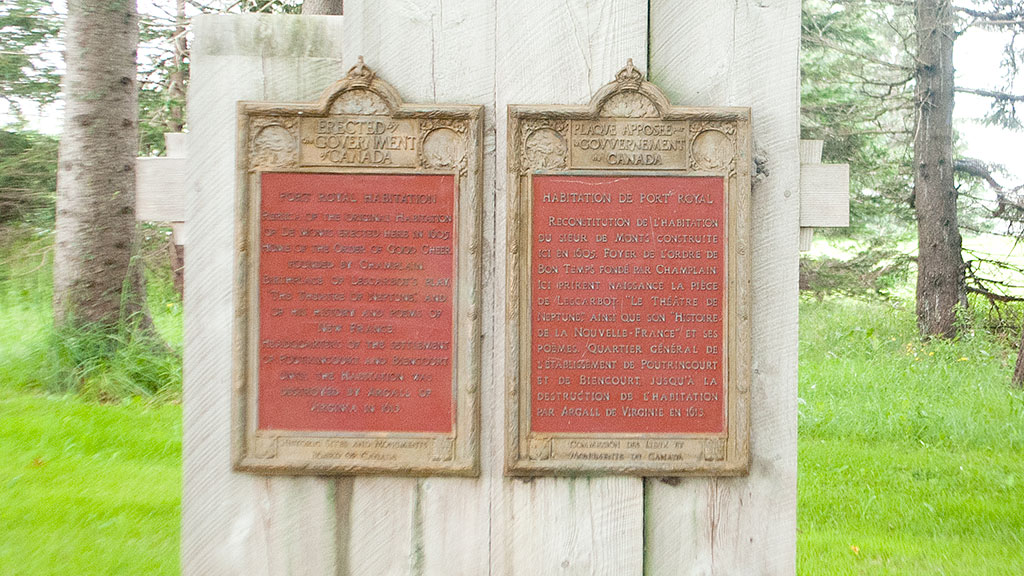 ERECTED BY
GOVERNMENT
OF CANADA
PORT ROYAL HABITATION
REPLICA OF THE ORIGINAL HABITATION
OF DE MONTS ERECTED HERE IN 1605.
HOME OF THE ORDER OF GOOD CHEER
FOUNDED BY CHAMPLAIN.
BIRTHPLACE OF LESCARBOT'S PLAY,
"THE THEATRE OF NEPTUNE", AND
OF HIS HISTORY AND POEMS OF
NEW FRANCE.
HEADQUARTERS OF THE SETTLEMENT
OF POUTRINCOURT AND BIENCOURT
UNTIL THE HABITATION WAS
DESTROYED BY ARGALL OF
VIRGINIA IN 1613.
HISTORIC SITES AND MONUMENTS
BOARD OF CANADA
PLAQUE APPOSÉE
GOVVERNEMENT
CANADA
HABITATION DE PORT ROYAL
RECONSTITUTION DE L'HABITATION
DU SIEUR DE MONTS CONSTRUITE
ICI EN 1605. FOYER DE L'ORDRE DE
BON TEMPS FONDÉ PAR CHAMPLAIN.
ICI PRIRENT NAISSANCE LA PIÈCE
DE LESCARBOT: "LE THÉÂTRE DE
NEPTUNE" AINSI QUE SON "HISTOIRE
DE LA NOUVELLE-FRANCE" ET SES
POÈMES. QUARTIER GÉNÉRAL DE
L'ÉTABLISSEMENT DE POUTRINCOURT
ET DE BIENCOURT JUSQU'À LA
DESTRUCTION DE L'HABITATION
PAR ARGALL DE VIRGINIE EN 1613.
COMMISSION DES LIEUX ET
MONUMENTS DU CANADA